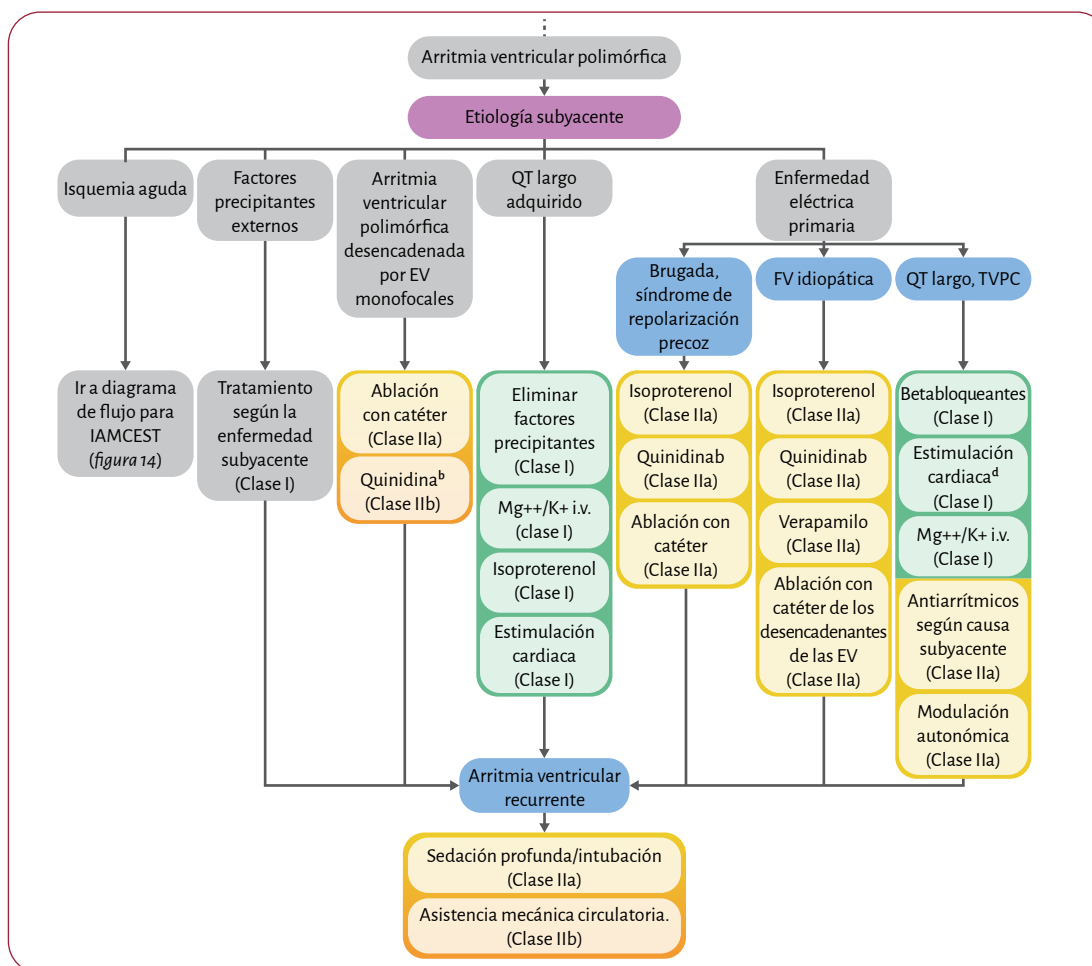 Arritmia ventricular polimórfica
Etiología subyacente
Isquemia aguda
Factores
precipitantes
externos
Arritmia
ventricular
polimórfica
desencadenada
por EV
monofocales
QT largo
adquirido
Enfermedad
eléctrica
primaria
Brugada,
síndrome de
repolarización
precoz
FV idiopática
QT largo, TVPC
Ir a diagrama
de flujo para
IAMCEST
(figura 14)
Tratamiento
según la
enfermedad
subyacente
(Clase I)
Ablación
con catéter
(Clase IIa)
Quinidinaᵇ
(Clase IIb)
Eliminar
factores
precipitantes
(Clase I)
Mg++/K+ i.v.
(clase I)
Isoproterenol
(Clase I)
Estimulación
cardiaca
(Clase I)
Isoproterenol
(Clase IIa)
Quinidinab
(Clase IIa)
Ablación con
catéter
(Clase IIa)
Isoproterenol
(Clase IIa)
Quinidinab
(Clase IIa)
Verapamilo
(Clase IIa)
Ablación con
catéter de los
desencadenantes
de las EV
(Clase IIa)
Betabloqueantes
(Clase I)
Estimulación
cardiacaᵈ
(Clase I)
Mg++/K+ i.v.
(Clase I)
Antiarrítmicos
según causa
subyacente
(Clase IIa)
Modulación
autonómica
(Clase IIa)
Arritmia ventricular
recurrente
Sedación profunda/intubación
(Clase IIa)
Asistencia mecánica circulatoria.
(Clase IIb)